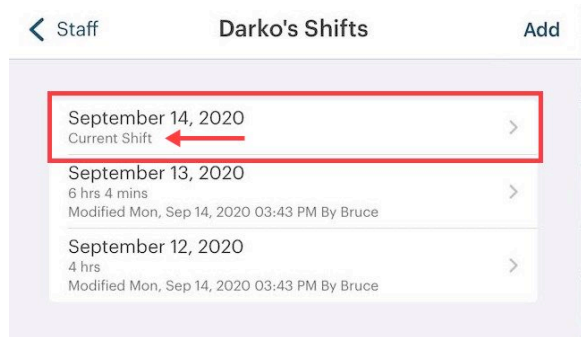 Staff Darko's Shifts Add
September 14, 2020
Current Shift
September 13, 2020
6 hrs 4 mins
Modified Mon, Sep 14, 2020 03:43 PM By Bruce
September 12, 2020
4 hrs
Modified Mon, Sep 14, 2020 03:43 PM By Bruce